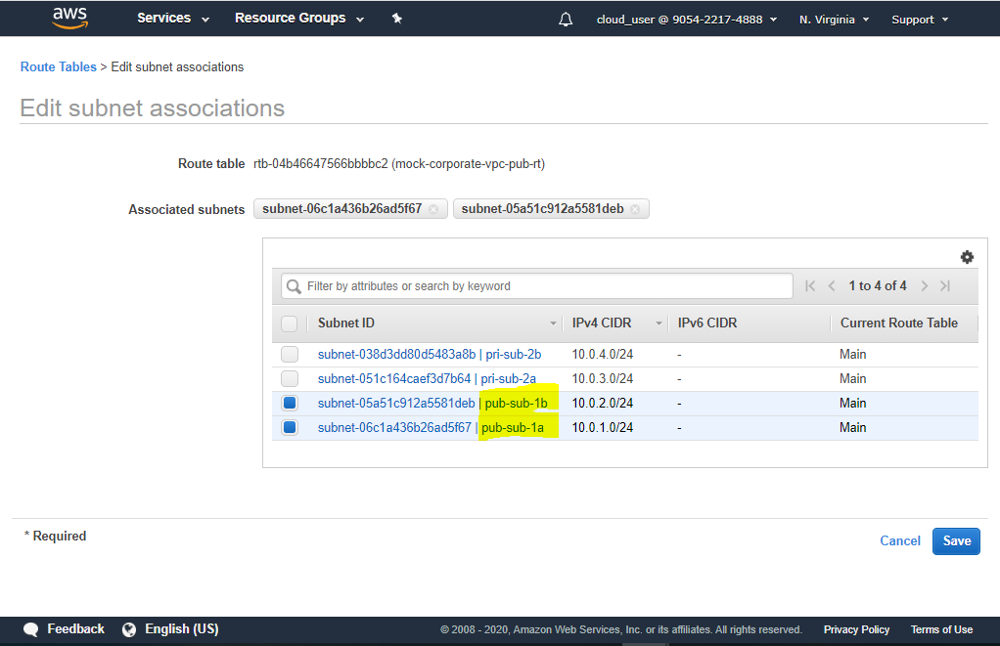 aws Services Resource Groups cloud_user @ 9054-2217-4888 N. Virginia Support
Route Tables > Edit subnet associations
Edit subnet associations
Route table rtb-04b46647566bbbbc2 (mock-corporate-vpc-pub-rt)
Associated subnets subnet-06c1a436b26ad5f67 subnet-05a51c912a5581deb
Filter by attributes or search by keyword 1 to 4 of 4
Subnet ID IPv4 CIDR IPv6 CIDR Current Route Table
subnet-038d3dd80d5483a8b | pri-sub-2b 10.0.4.0/24 - Main
subnet-051c164caef3d7b64 | pri-sub-2a 10.0.3.0/24 - Main
subnet-05a51c912a5581deb | pub-sub-1b 10.0.2.0/24 - Main
subnet-06c1a436b26ad5f67 | pub-sub-1a 10.0.1.0/24 - Main
* Required Cancel Save
Feedback English (US) © 2008 - 2020, Amazon Web Services, Inc. or its affiliates. All rights reserved. Privacy Policy Terms of Use